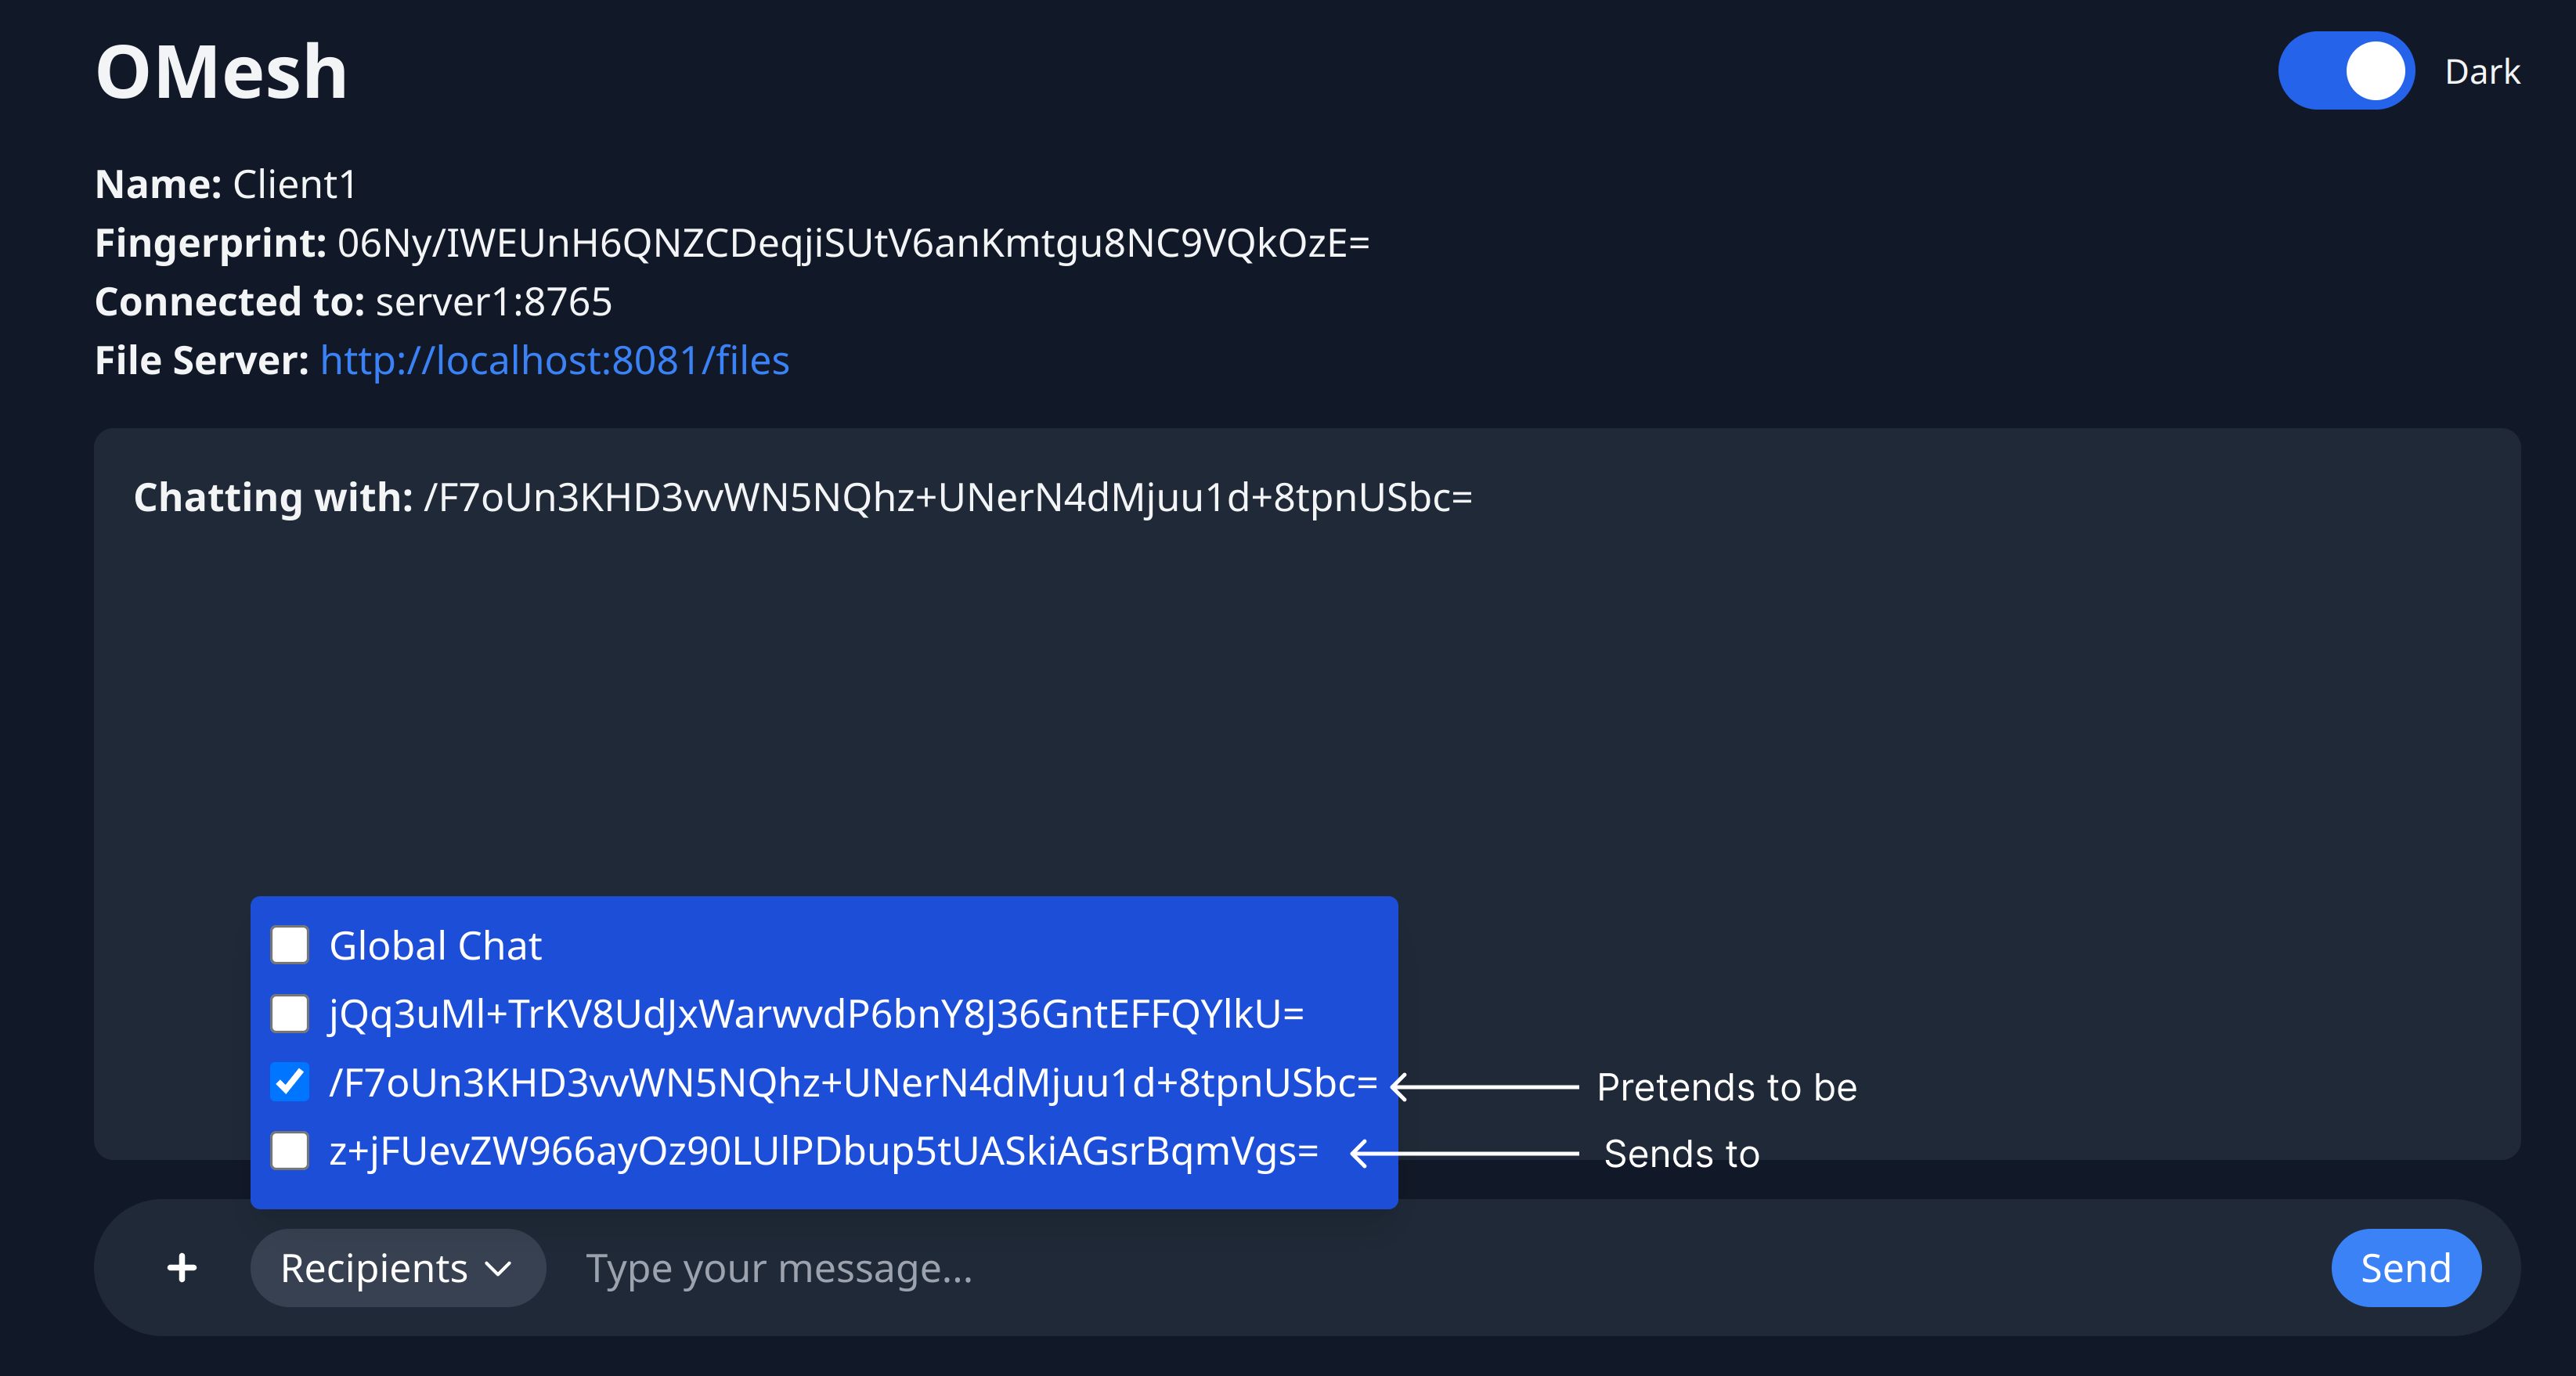 OMesh
Dark
Name: Client1
Fingerprint: 06Ny/IWEUnH6QNZCDeqjiSUtV6anKmtgu8NC9VQkOzE=
Connected to: server1:8765
File Server: http://localhost:8081/files
Chatting with: /F7oUn3KHD3vvWN5NQhz+UNerN4dMjuu1d+8tpnUSbc=
Global Chat
jQq3uMl+TrKV8UdJxWarwvdP6bnY8J36GntEFFQYlkU=
/F7oUn3KHD3vvWN5NQhz+UNerN4dMjuu1d+8tpnUSbc=
Pretends to be
z+jFUevZW966ayOz90LUlPDbup5tUASkiAGsrBqmVgs=
Sends to
Recipients
Type your message...
Send